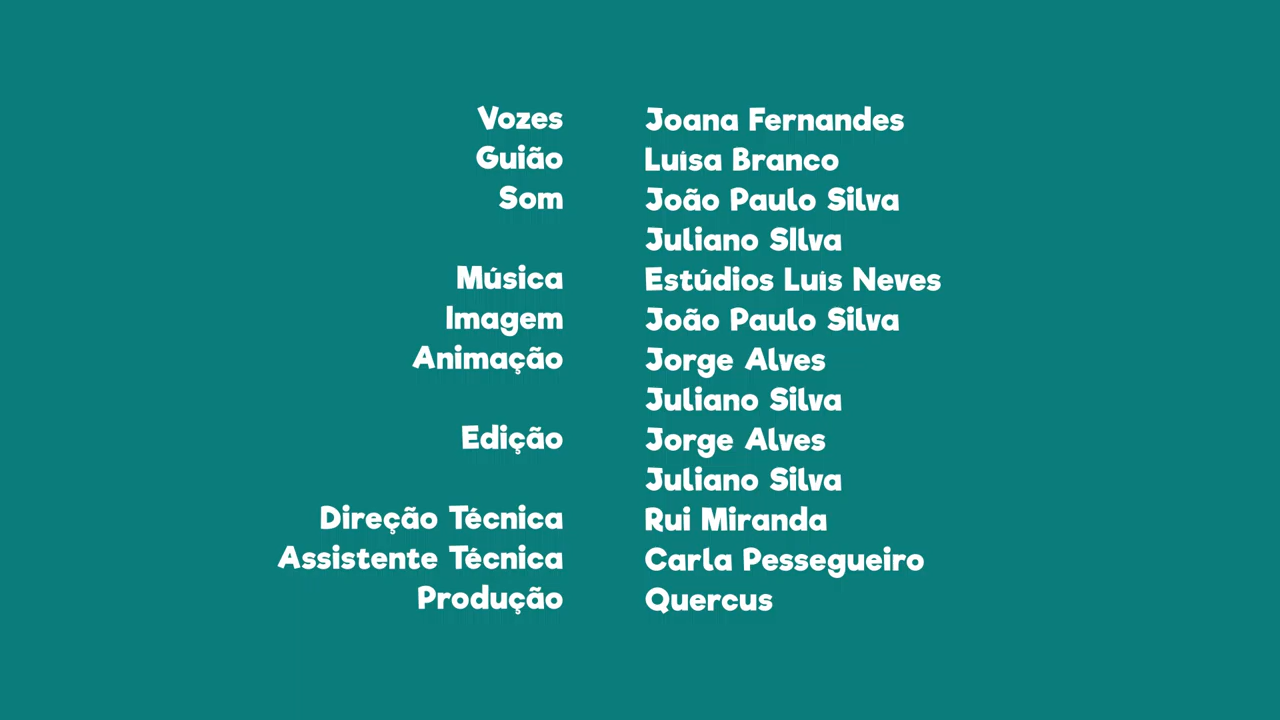 Vozes Joana Fernandes
Guião Luísa Branco
Som João Paulo Silva
Juliano SIlva
Música Estúdios Luís Neves
Imagem João Paulo Silva
Animação Jorge Alves
Juliano Silva
Edição Jorge Alves
Juliano Silva
Direção Técnica Rui Miranda
Assistente Técnica Carla Pessegueiro
Produção Quercus